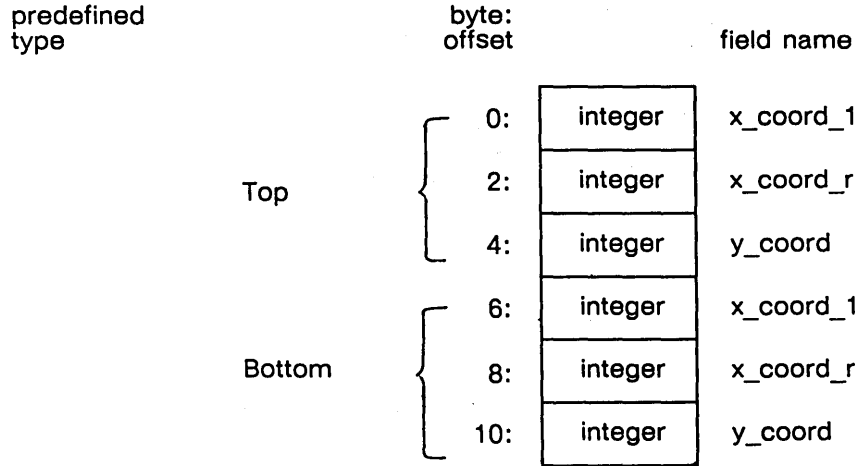 predefined type
byte: offset
field name
0: integer x_coord_1
2: integer x_coord_r
Top
4: integer y_coord
6: integer x_coord_1
Bottom
8: integer x_coord_r
10: integer y_coord